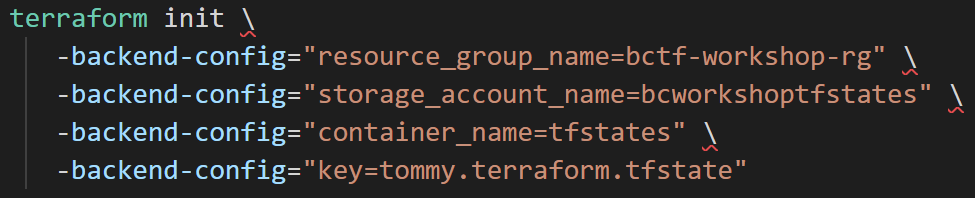 terraform init \
-backend-config="resource_group_name=bctf-workshop-rg" \
-backend-config="storage_account_name=bcworkshoptfstates" \
-backend-config="container_name=tfstates" \
-backend-config="key=tommy.terraform.tfstate"